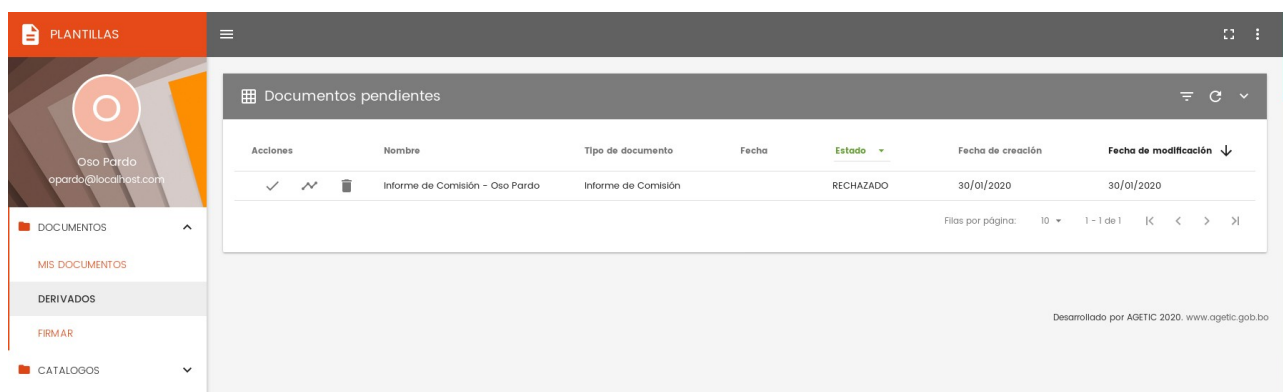 PLANTILLAS
O
Oso Pardo
opardo@localhost.com
DOCUMENTOS
MIS DOCUMENTOS
DERIVADOS
FIRMAR
CATALOGOS
Documentos pendientes
Acciones Nombre Tipo de documento Fecha Estado Fecha de creación Fecha de modificación
Informe de Comisión - Oso Pardo Informe de Comisión RECHAZADO 30/01/2020 30/01/2020
Filas por página: 10 1 - 1 de 1
Desarrollado por AGETIC 2020. www.agetic.gob.bo